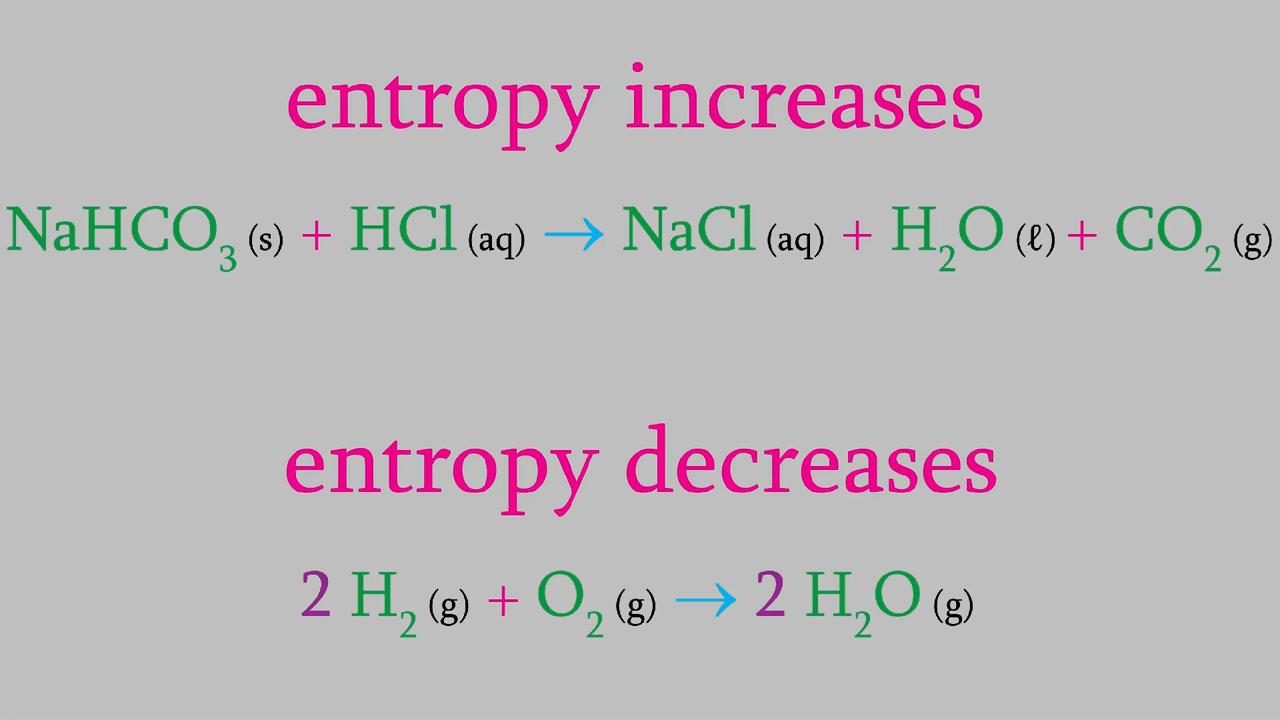 entropy increases
NaHCO₃ (s) + HCl (aq) → NaCl (aq) + H₂O (ℓ) + CO₂ (g)
entropy decreases
2 H₂ (g) + O₂ (g) → 2 H₂O (g)